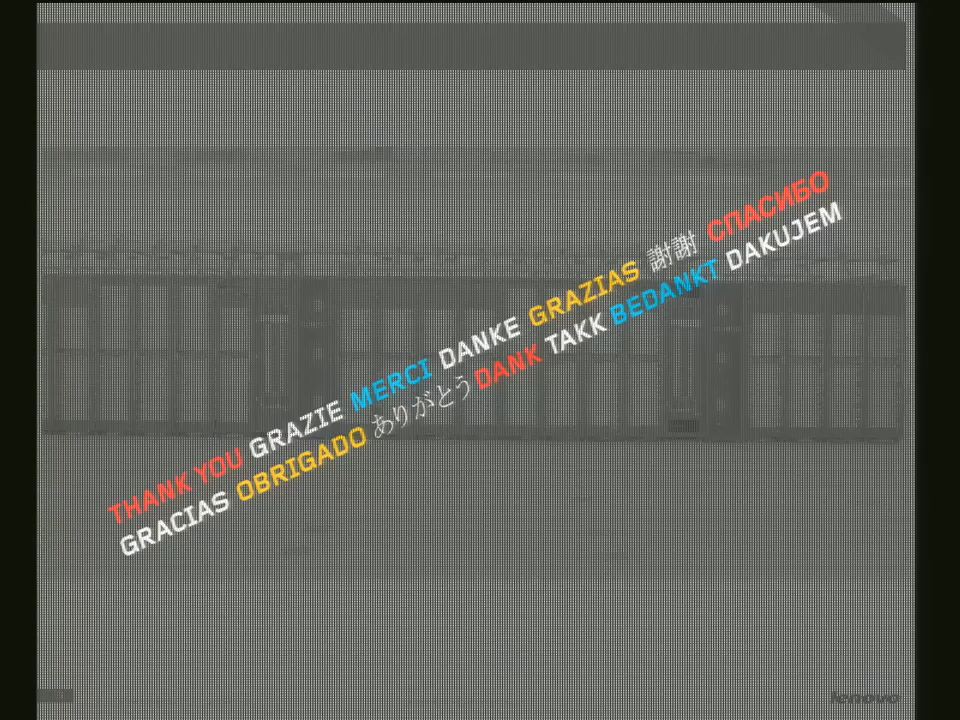 THANK YOU GRAZIE MERCI DANKE GRAZIAS 謝謝 СПАСИБО
GRACIAS OBRIGADO ありがとう DANK TAKK BEDANKT DAKUJEM
lenovo